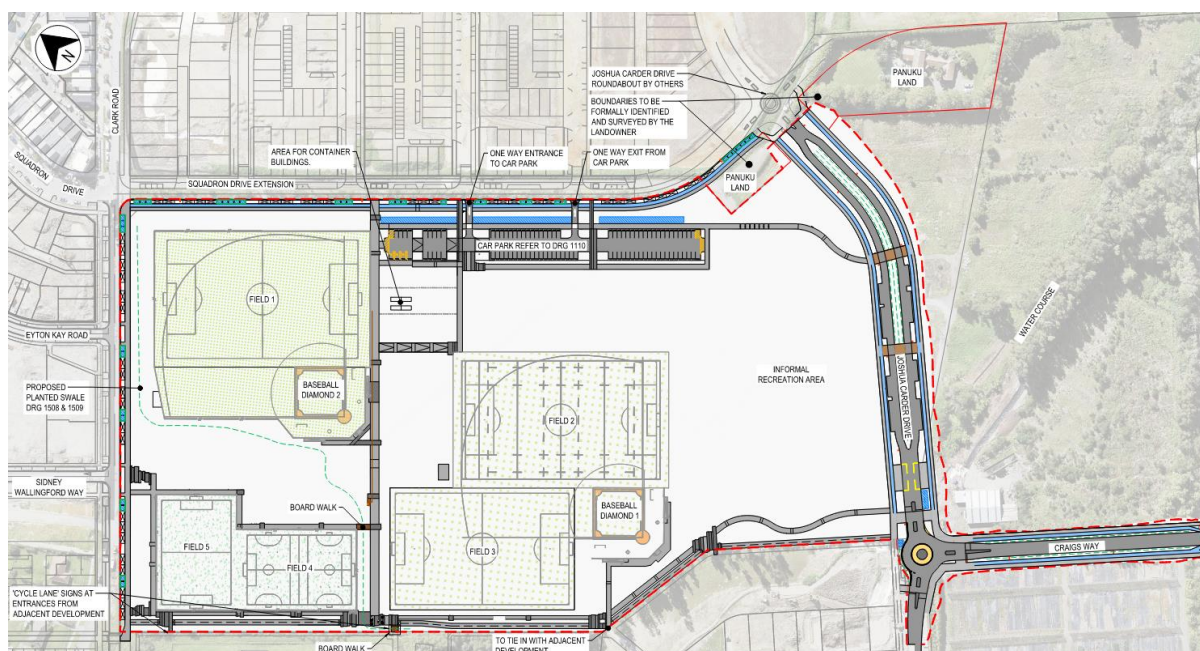 N
CLARK ROAD
SQUADRON DRIVE
SQUADRON DRIVE EXTENSION
AREA FOR CONTAINER
BUILDINGS.
ONE WAY ENTRANCE
TO CAR PARK
ONE WAY EXIT FROM
CAR PARK
JOSHUA CARDER DRIVE
ROUNDABOUT BY OTHERS
BOUNDARIES TO BE
FORMALLY IDENTIFIED
AND SURVEYED BY THE
LANDOWNER
PANUKU
LAND
PANUKU
LAND
CAR PARK REFER TO DRG 1110
FIELD 1
EYTON KAY ROAD
WATER COURSE
PROPOSED
PLANTED SWALE
DRG 1508 & 1509
BASEBALL
DIAMOND 2
INFORMAL
RECREATION AREA
JOSHUA CARDER DRIVE
FIELD 2
SIDNEY
WALLINGFORD WAY
BOARD WALK
BASEBALL
DIAMOND 1
FIELD 5
FIELD 4
FIELD 3
CRAIGS WAY
'CYCLE LANE' SIGNS AT
ENTRANCES FROM
ADJACENT DEVELOPMENT
BOARD WALK
TO TIE IN WITH ADJACENT
DEVELOPMENT